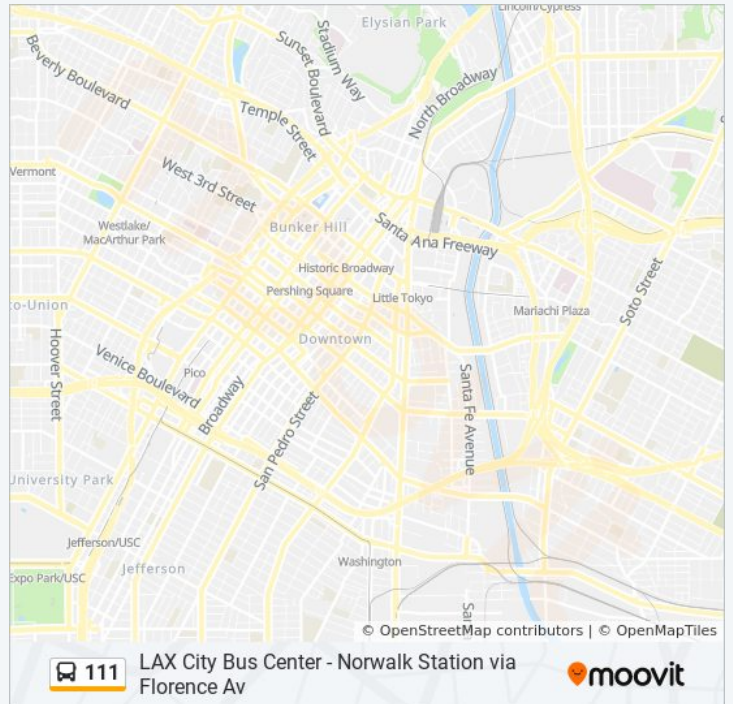 Lincoln/Cypress
Elysian Park
Beverly Boulevard
Sunset Boulevard
Stadium Way
North Broadway
Temple Street
Vermont
West 3rd Street
Bunker Hill
Santa Ana Freeway
Westlake/
MacArthur Park
Historic Broadway
Pershing Square
Little Tokyo
Soto Street
co-Union
Mariachi Plaza
Hoover Street
Downtown
Venice Boulevard
Pico
Broadway
Santa Fe Avenue
San Pedro Street
University Park
Jefferson/USC
Washington
Jefferson
Expo Park/USC
San
© OpenStreetMap contributors | © OpenMapTiles
111
LAX City Bus Center - Norwalk Station via
Florence Av
moovit